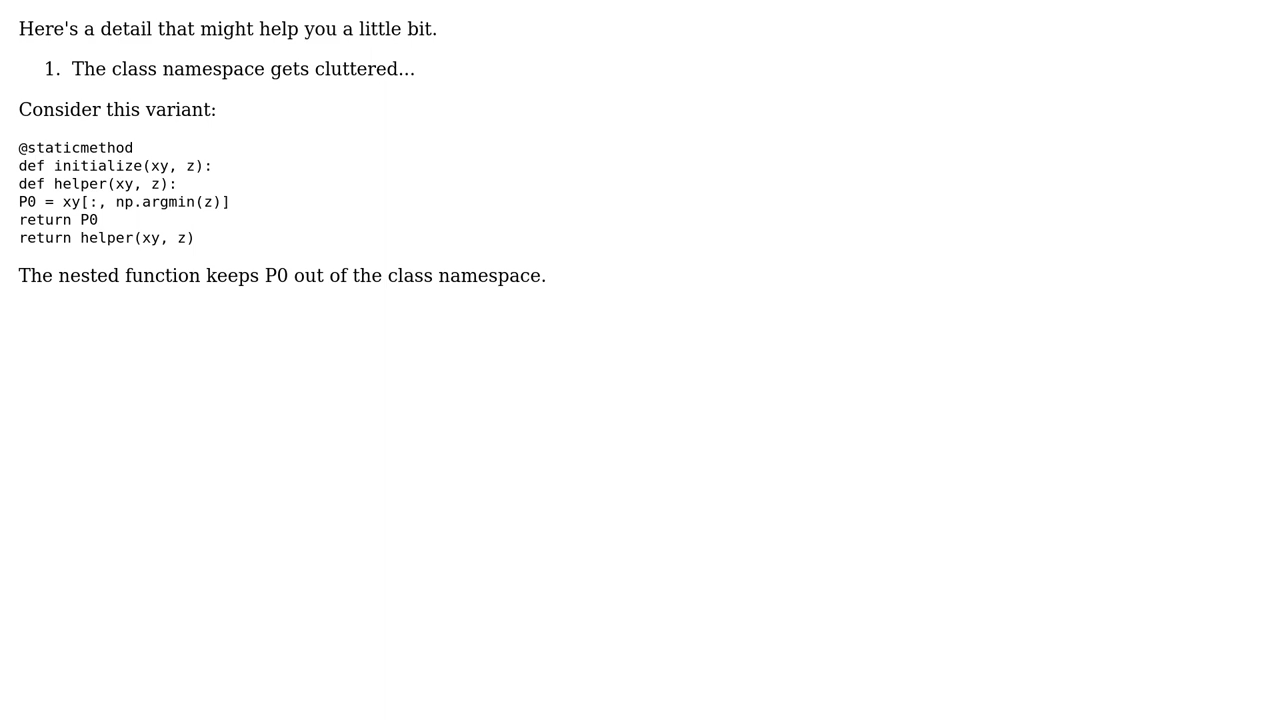 Here's a detail that might help you a little bit.
1. The class namespace gets cluttered...
Consider this variant:
@staticmethod
def initialize(xy, z):
def helper(xy, z):
P0 = xy[:, np.argmin(z)]
return P0
return helper(xy, z)
The nested function keeps P0 out of the class namespace.